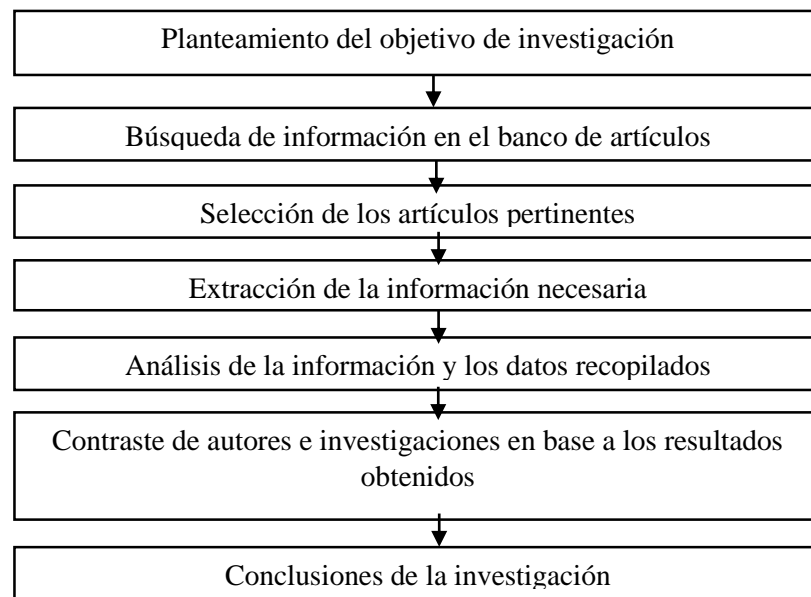 Planteamiento del objetivo de investigación
Búsqueda de información en el banco de artículos
Selección de los artículos pertinentes
Extracción de la información necesaria
Análisis de la información y los datos recopilados
Contraste de autores e investigaciones en base a los resultados
obtenidos
Conclusiones de la investigación